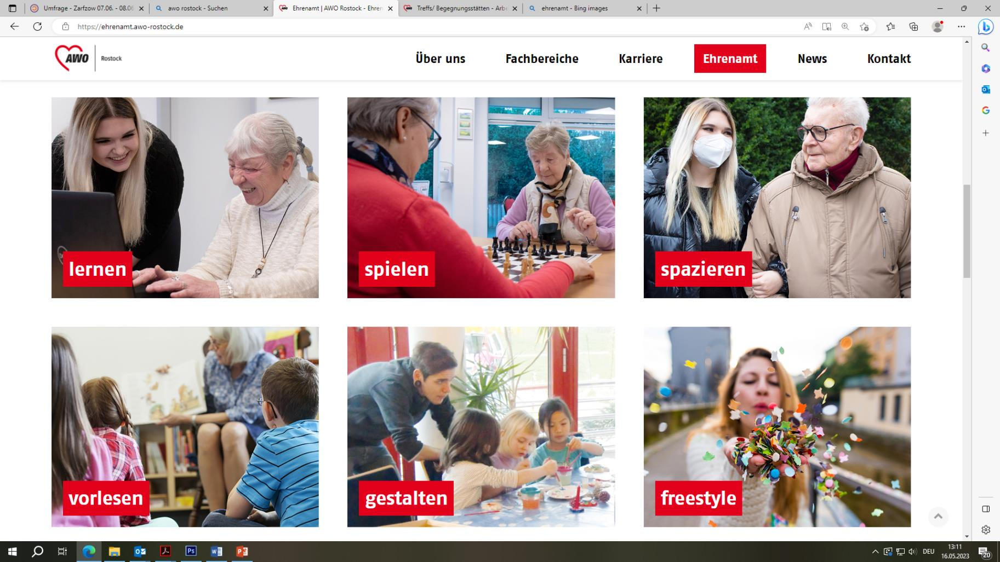 Umfrage - Zarfzow 07.06. - 08.06
awo rostock - Suchen
Ehrenamt | AWO Rostock - Ehren
Treffs/ Begegnungsstätten - Arbe
ehrenamt - Bing images
https://ehrenamt.awo-rostock.de
AWO Rostock
Über uns
Fachbereiche
Karriere
Ehrenamt
News
Kontakt
lernen
spielen
spazieren
vorlesen
gestalten
freestyle
DEU
13:11
16.05.2023
20